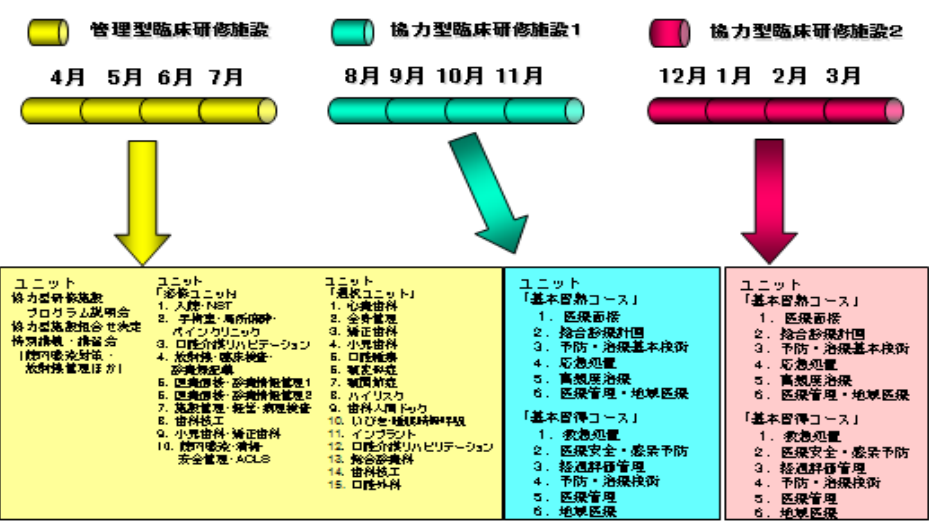 管理型臨床研修施設
協力型臨床研修施設1
協力型臨床研修施設2
4月 5月 6月 7月
8月 9月 10月 11月
12月 1月 2月 3月
ユニット
協力型研修施設
プログラム説明会
協力型施設組合せ決定
特別講義・講習会
(院内感染対策・
放射線管理ほか)
ユニット
「必修ユニット」
1. 入院・NST
2. 手術室・局所麻酔・
ペインクリニック
3. 口腔介護リハビテーション
4. 放射線・臨床検査・
診療録記載
5. 医療面接・診療情報管理1
6. 医療面接・診療情報管理2
7. 施設管理・経営・病理検査
8. 歯科技工
9. 小児歯科・矯正歯科
10. 院内感染・清掃・
安全管理・ACLS
ユニット
「選択ユニット」
1. 心療歯科
2. 全身管理
3. 矯正歯科
4. 小児歯科
5. 口腔腫瘍
6. 顎変形症
7. 顎関節症
8. ハイリスク
9. 歯科人間ドック
10. いびき・睡眠時無呼吸
11. インプラント
12. 口腔介護リハビリテーション
13. 総合診療科
14. 歯科技工
15. 口腔外科
ユニット
「基本習熟コース」
1. 医療面接
2. 総合診療計画
3. 予防・治療基本技術
4. 応急処置
5. 高頻度治療
6. 医療管理・地域医療
「基本習得コース」
1. 救急処置
2. 医療安全・感染予防
3. 経過評価管理
4. 予防・治療技術
5. 医療管理
6. 地域医療
ユニット
「基本習熟コース」
1. 医療面接
2. 総合診療計画
3. 予防・治療基本技術
4. 応急処置
5. 高頻度治療
6. 医療管理・地域医療
「基本習得コース」
1. 救急処置
2. 医療安全・感染予防
3. 経過評価管理
4. 予防・治療技術
5. 医療管理
6. 地域医療